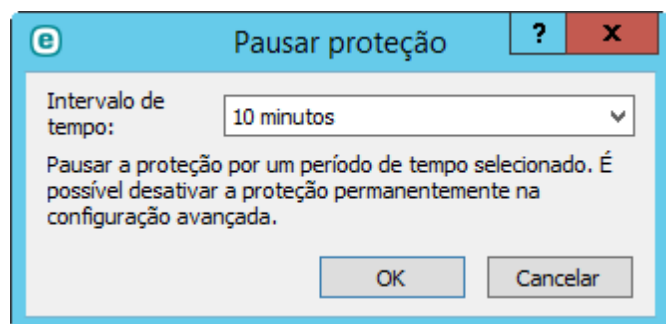 Pausar proteção
?
x
Intervalo de
tempo:
10 minutos
Pausar a proteção por um período de tempo selecionado. É
possível desativar a proteção permanentemente na
configuração avançada.
OK
Cancelar